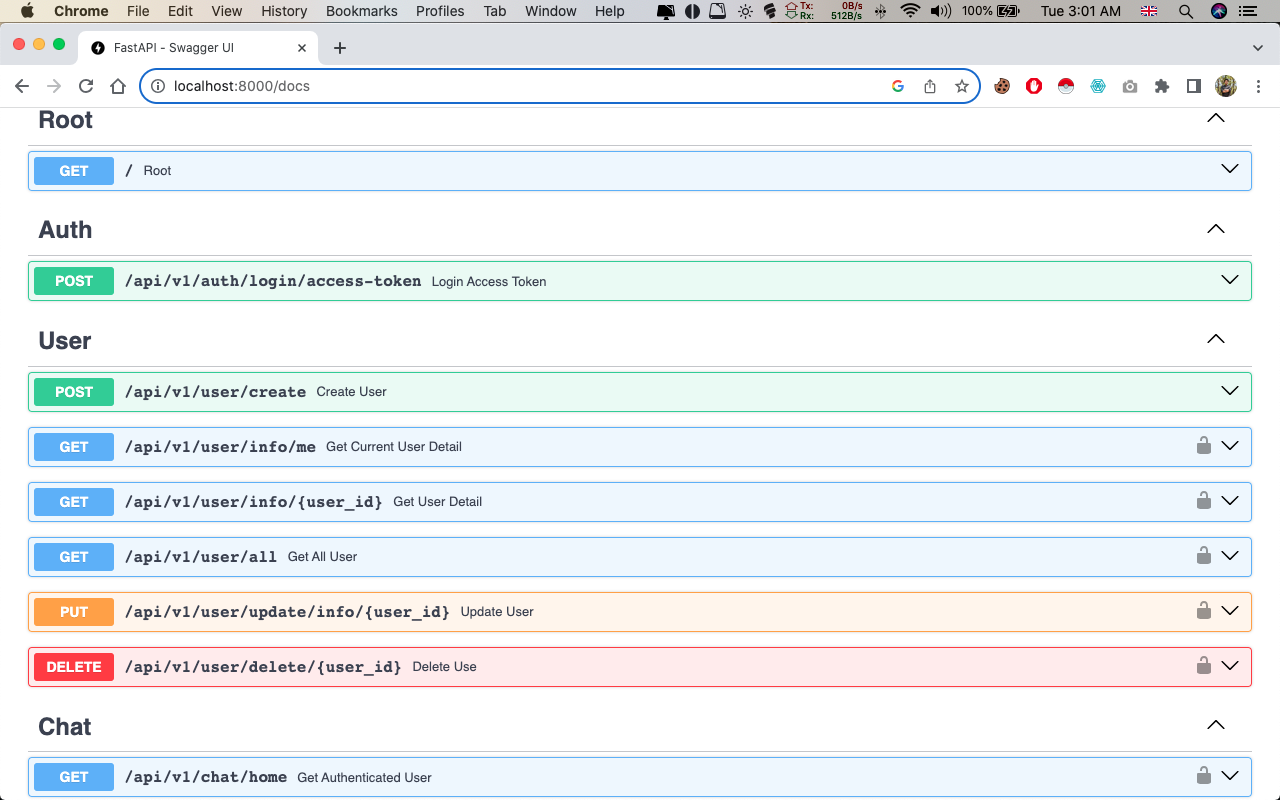 Chrome File Edit View History Bookmarks Profiles Tab Window Help Tx: 0B/s Rx: 512B/s 100% Tue 3:01 AM
FastAPI - Swagger UI
localhost:8000/docs
Root
GET / Root
Auth
POST /api/v1/auth/login/access-token Login Access Token
User
POST /api/v1/user/create Create User
GET /api/v1/user/info/me Get Current User Detail
GET /api/v1/user/info/{user_id} Get User Detail
GET /api/v1/user/all Get All User
PUT /api/v1/user/update/info/{user_id} Update User
DELETE /api/v1/user/delete/{user_id} Delete Use
Chat
GET /api/v1/chat/home Get Authenticated User